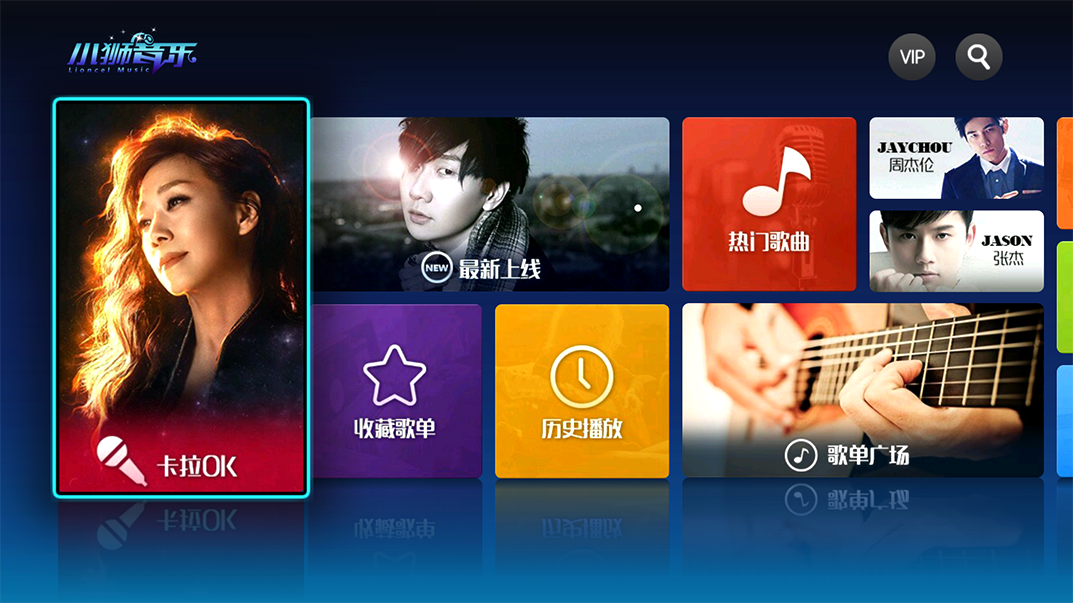 小狮音乐
Lioncel Music
VIP
卡拉OK
NEW 最新上线
热门歌曲
JAYCHOU
周杰伦
JASON
张杰
收藏歌单
历史播放
歌单广场